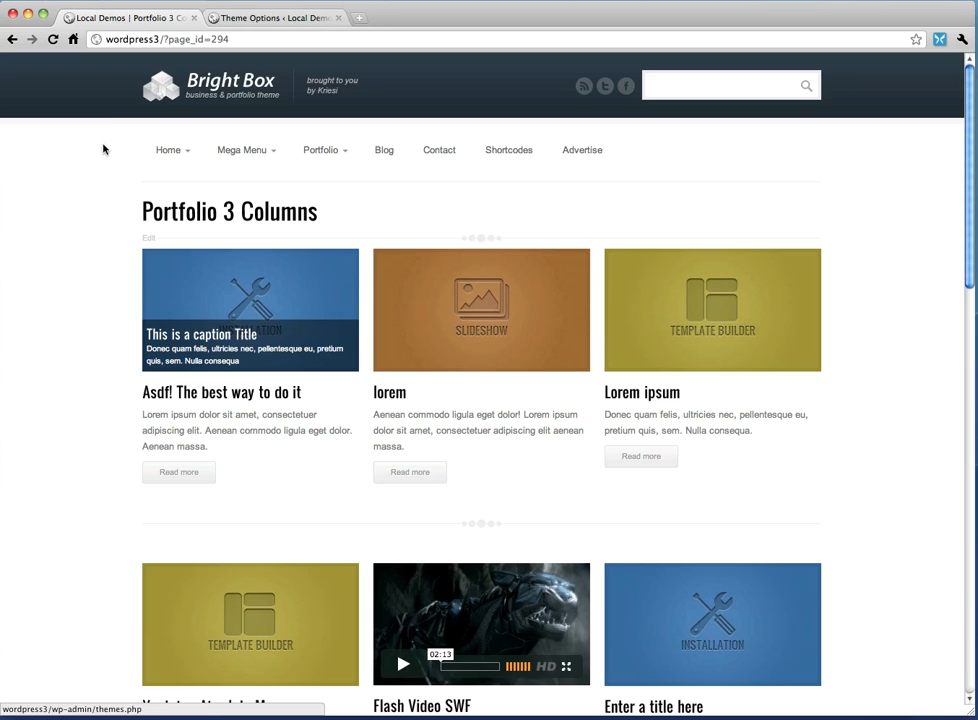 Local Demos | Portfolio 3 Co
Theme Options ‹ Local Demo
wordpress3/?page_id=294
Bright Box
business & portfolio theme
brought to you
by Kriesi
Home
Mega Menu
Portfolio
Blog
Contact
Shortcodes
Advertise
Portfolio 3 Columns
Edit
This is a caption Title
Donec quam felis, ultricies nec, pellentesque eu, pretium
quis, sem. Nulla consequa
SLIDESHOW
TEMPLATE BUILDER
Asdf! The best way to do it
Lorem ipsum dolor sit amet, consectetuer
adipiscing elit. Aenean commodo ligula eget dolor.
Aenean massa.
Read more
lorem
Aenean commodo ligula eget dolor! Lorem ipsum
dolor sit amet, consectetuer adipiscing elit aenean
massa.
Read more
Lorem ipsum
Donec quam felis, ultricies nec, pellentesque eu,
pretium quis, sem. Nulla consequa.
Read more
TEMPLATE BUILDER
02:13
HD
INSTALLATION
Flash Video SWF
Enter a title here
wordpress3/wp-admin/themes.php